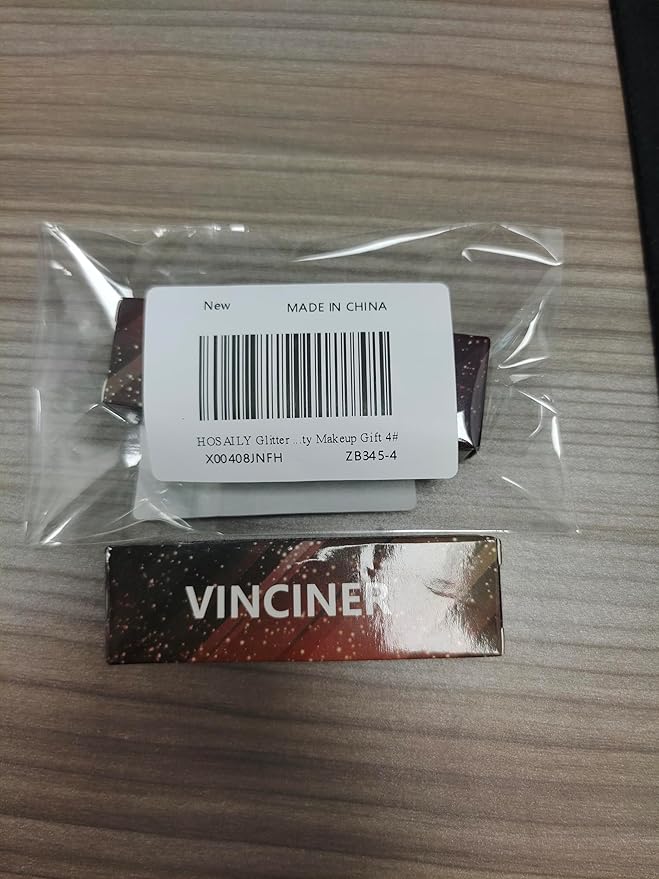 New MADE IN CHINA
HOSAILY Glitter ...ty Makeup Gift 4#
X00408JNFH ZB345-4
VINCINER